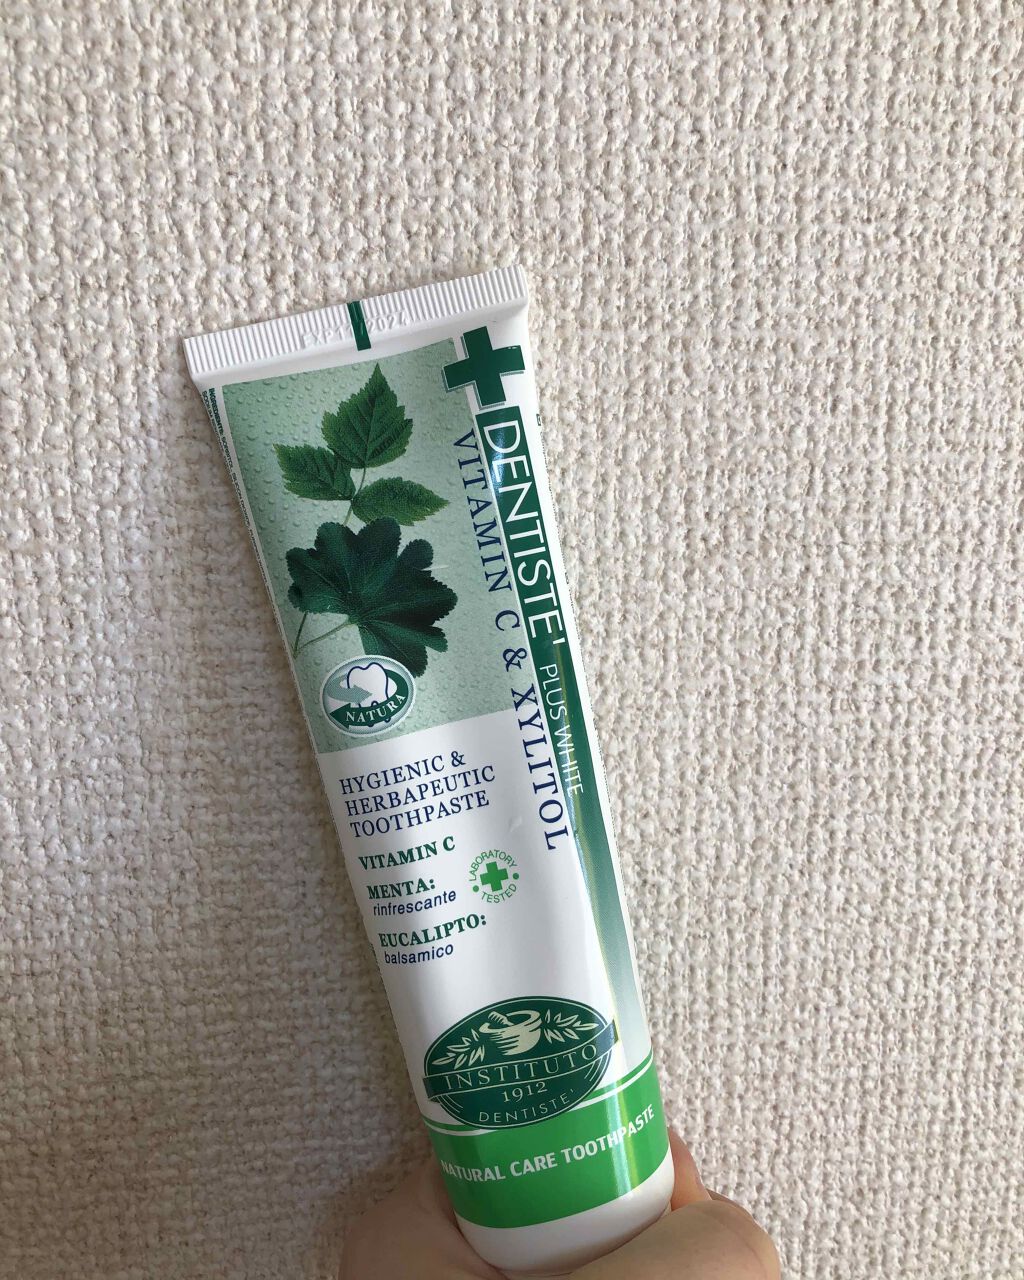 DENTISTE' PLUS WHITE
VITAMIN C & XYLITOL
NATURA
HYGIENIC &
HERBAPEUTIC
TOOTHPASTE
VITAMIN C
MENTA:
rinfrescante
EUCALIPTO:
balsamico
LABORATORY
TESTED
INSTITUTO
1912
DENTISTE'
NATURAL CARE TOOTHPASTE